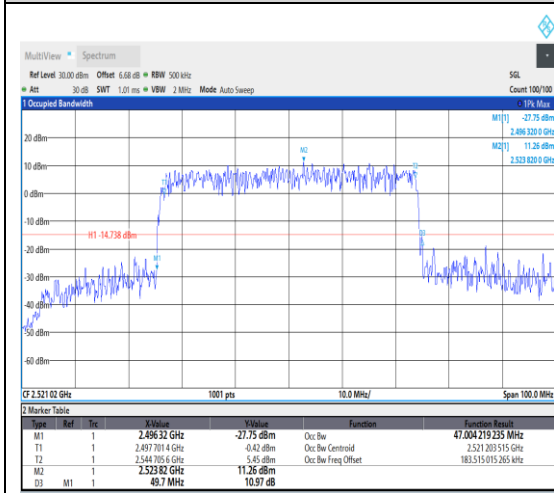 MultiView Spectrum
Ref Level 30.00 dBm Offset 6.68 dB RBW 500 kHz SGL
Att 30 dB SWT 1.01 ms VBW 2 MHz Mode Auto Sweep Count 100/100
1 Occupied Bandwidth 1Pk Max
M1[1] -27.75 dBm
2.496 320 0 GHz
M2[1] 11.26 dBm
2.523 820 0 GHz
20 dBm
M2
10 dBm
0 dBm
-10 dBm
H1 -14.738 dBm
-20 dBm
M1
-30 dBm
-40 dBm
-50 dBm
-60 dBm
CF 2.521 02 GHz 1001 pts 10.0 MHz/ Span 100.0 MHz
2 Marker Table
Type Ref Trc X-Value Y-Value Function Function Result
M1 1 2.496 32 GHz -27.75 dBm Occ Bw 47.004 219 235 MHz
T1 1 2.497 701 4 GHz -0.42 dBm Occ Bw Centroid 2.521 203 515 GHz
T2 1 2.544 705 6 GHz 5.45 dBm Occ Bw Freq Offset 183.515 015 265 kHz
M2 1 2.523 82 GHz 11.26 dBm
D3 M1 1 49.7 MHz 10.97 dB